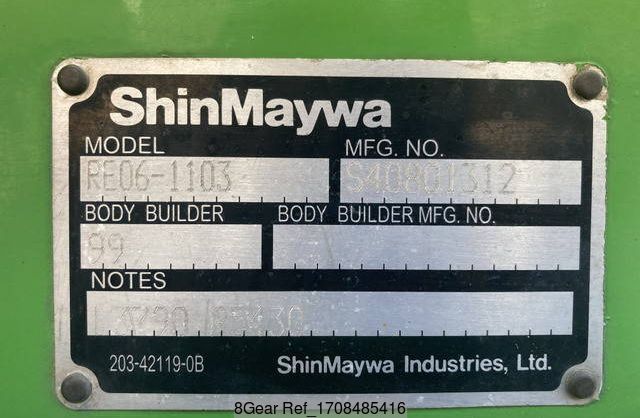 ShinMaywa
MODEL MFG. NO.
RE06-1103 S40801312
BODY BUILDER BODY BUILDER MFG. NO.
99
NOTES
203-42119-0B ShinMaywa Industries, Ltd.
8Gear Ref_1708485416